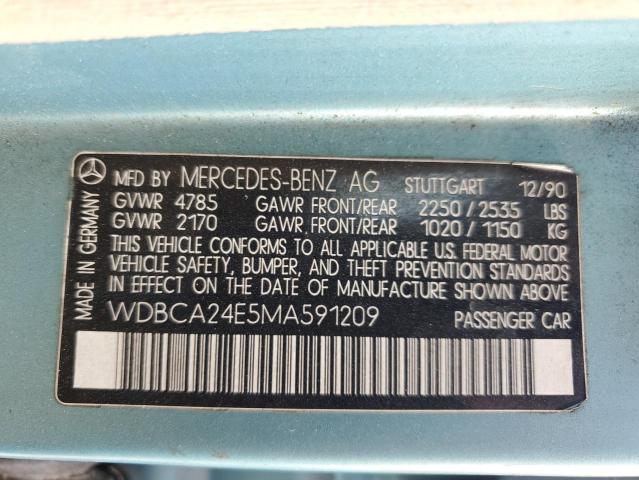 MADE IN GERMANY
MFD BY MERCEDES-BENZ AG STUTTGART 12/90
GVWR 4785 GAWR FRONT/REAR 2250/2535 LBS
GVWR 2170 GAWR FRONT/REAR 1020/1150 KG
THIS VEHICLE CONFORMS TO ALL APPLICABLE U.S. FEDERAL MOTOR
VEHICLE SAFETY, BUMPER, AND THEFT PREVENTION STANDARDS
IN EFFECT ON THE DATE OF MANUFACTURE SHOWN ABOVE
WDBCA24E5MA591209 PASSENGER CAR